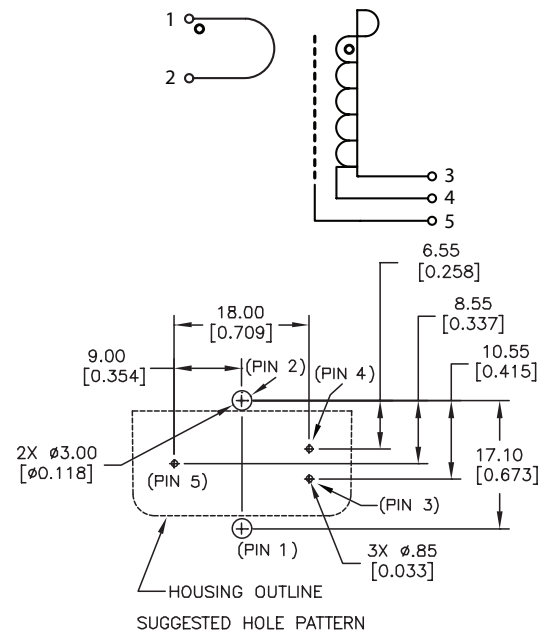 1
2
3
4
5
6.55
[0.258]
18.00
[0.709]
8.55
[0.337]
9.00
[0.354]
10.55
[0.415]
(PIN 2)
(PIN 4)
2X ø3.00
[ø0.118]
17.10
[0.673]
(PIN 5)
(PIN 3)
(PIN 1)
3X ø.85
[0.033]
HOUSING OUTLINE
SUGGESTED HOLE PATTERN